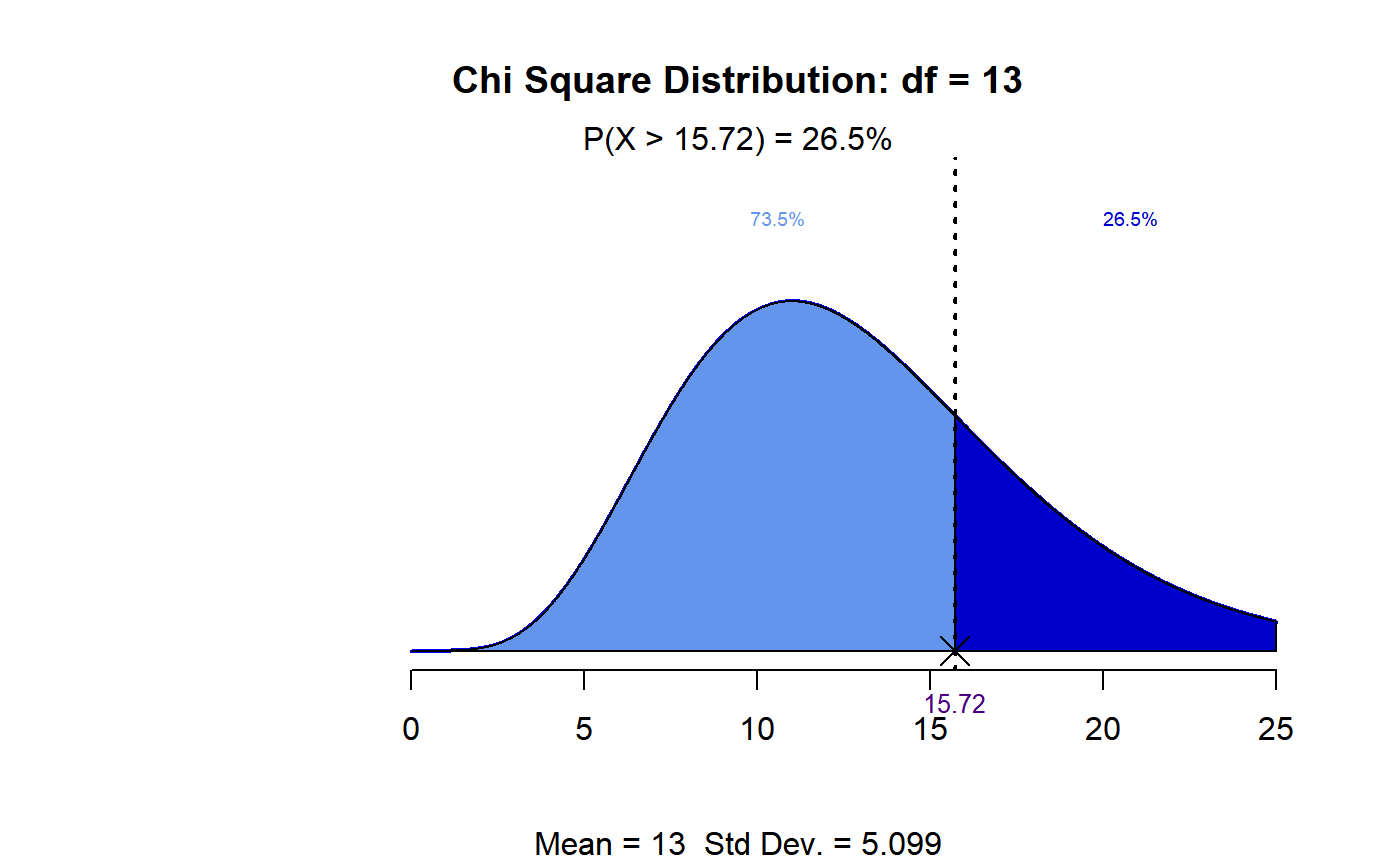 Chi Square Distribution: df = 13
P(X > 15.72) = 26.5%
73.5% 26.5%
15.72
0 5 10 15 20 25
Mean = 13 Std Dev. = 5.099